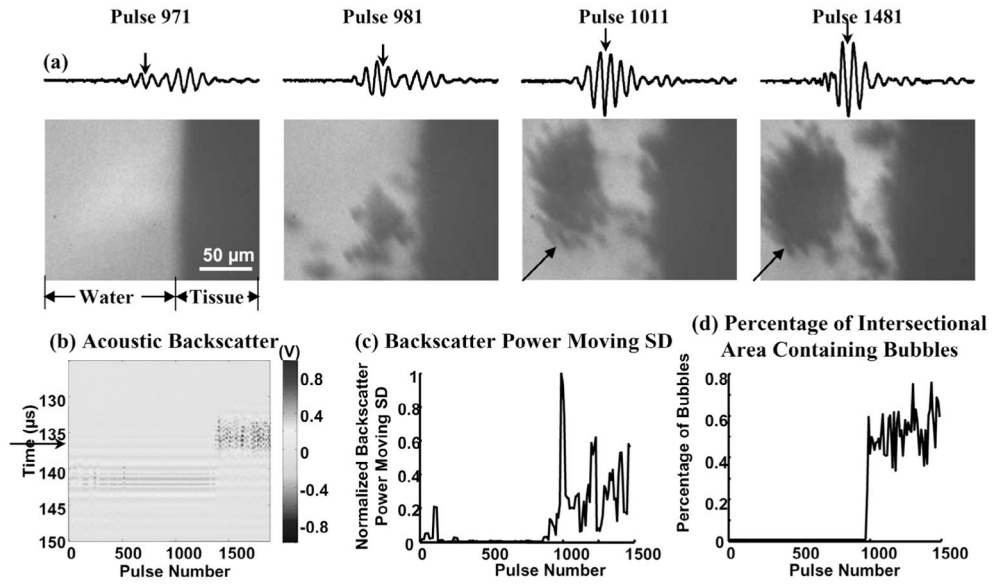 Pulse 971
Pulse 981
Pulse 1011
Pulse 1481
(a)
50 µm
Water
Tissue
(b) Acoustic Backscatter
(V)
0.8
0.4
0
-0.4
-0.8
Time (µs)
130
135
140
145
150
0
500
1000
1500
Pulse Number
(c) Backscatter Power Moving SD
Normalized Backscatter
Power Moving SD
1
0.8
0.6
0.4
0.2
0
0
500
1000
1500
Pulse Number
(d) Percentage of Intersectional
Area Containing Bubbles
Percentage of Bubbles
0.8
0.6
0.4
0.2
0
0
500
1000
1500
Pulse Number